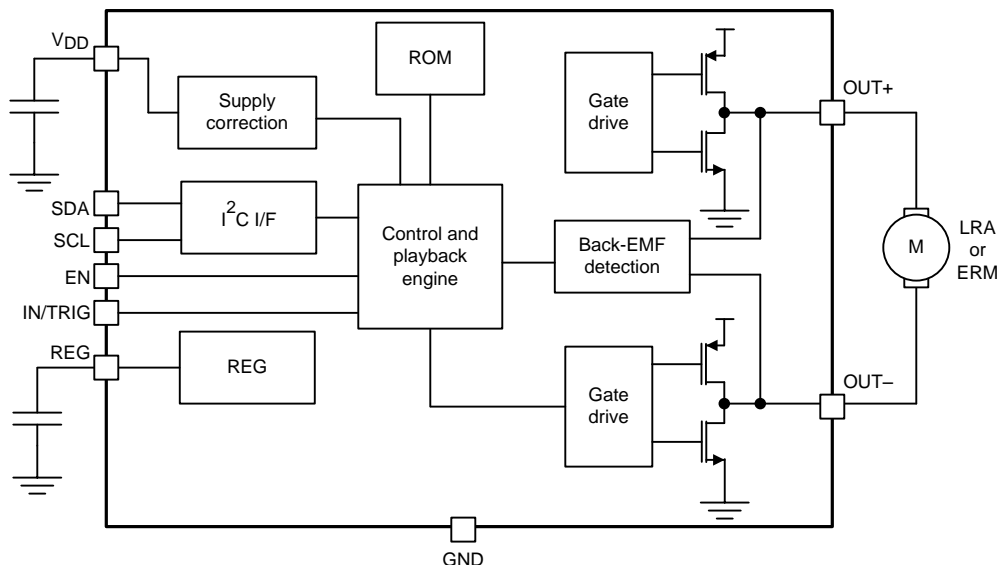 VDD
Supply
correction
ROM
Gate
drive
OUT+
SDA
SCL
I²C I/F
EN
IN/TRIG
Control and
playback
engine
Back-EMF
detection
M
LRA
or
ERM
REG
REG
Gate
drive
OUT–
GND